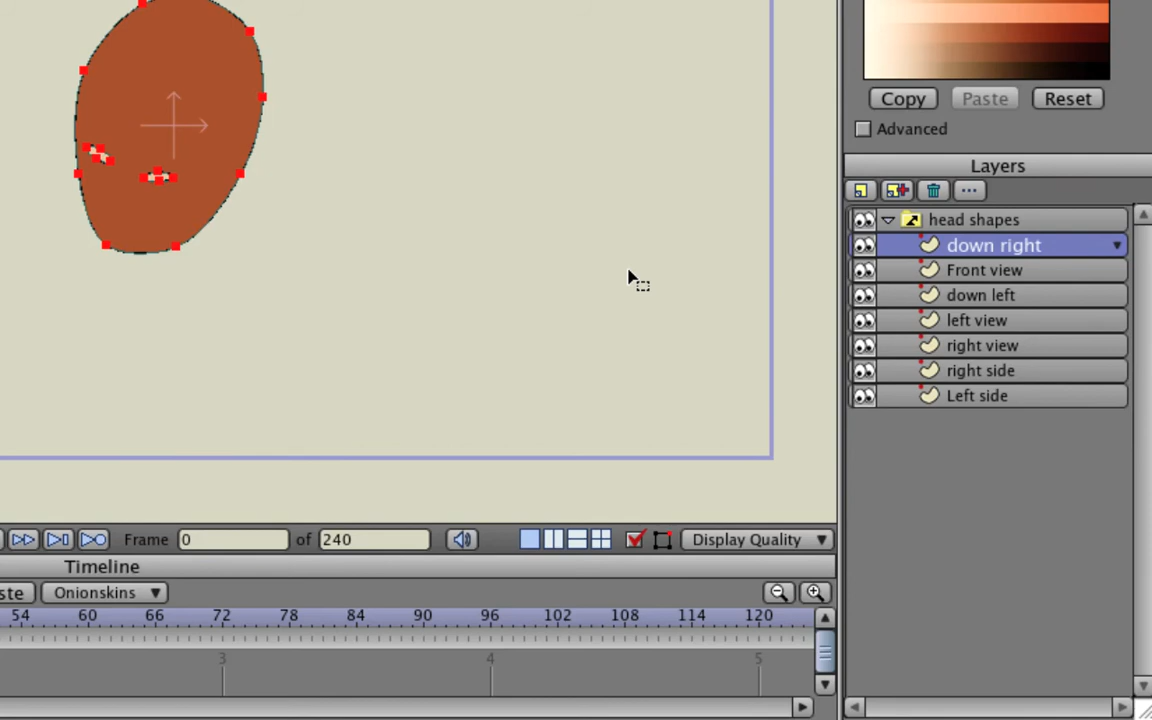 Copy Paste Reset
Advanced
Layers
head shapes
down right
Front view
down left
left view
right view
right side
Left side
Frame 0 of 240 Display Quality
Timeline
ste Onionskins
54 60 66 72 78 84 90 96 102 108 114 120
3 4 5